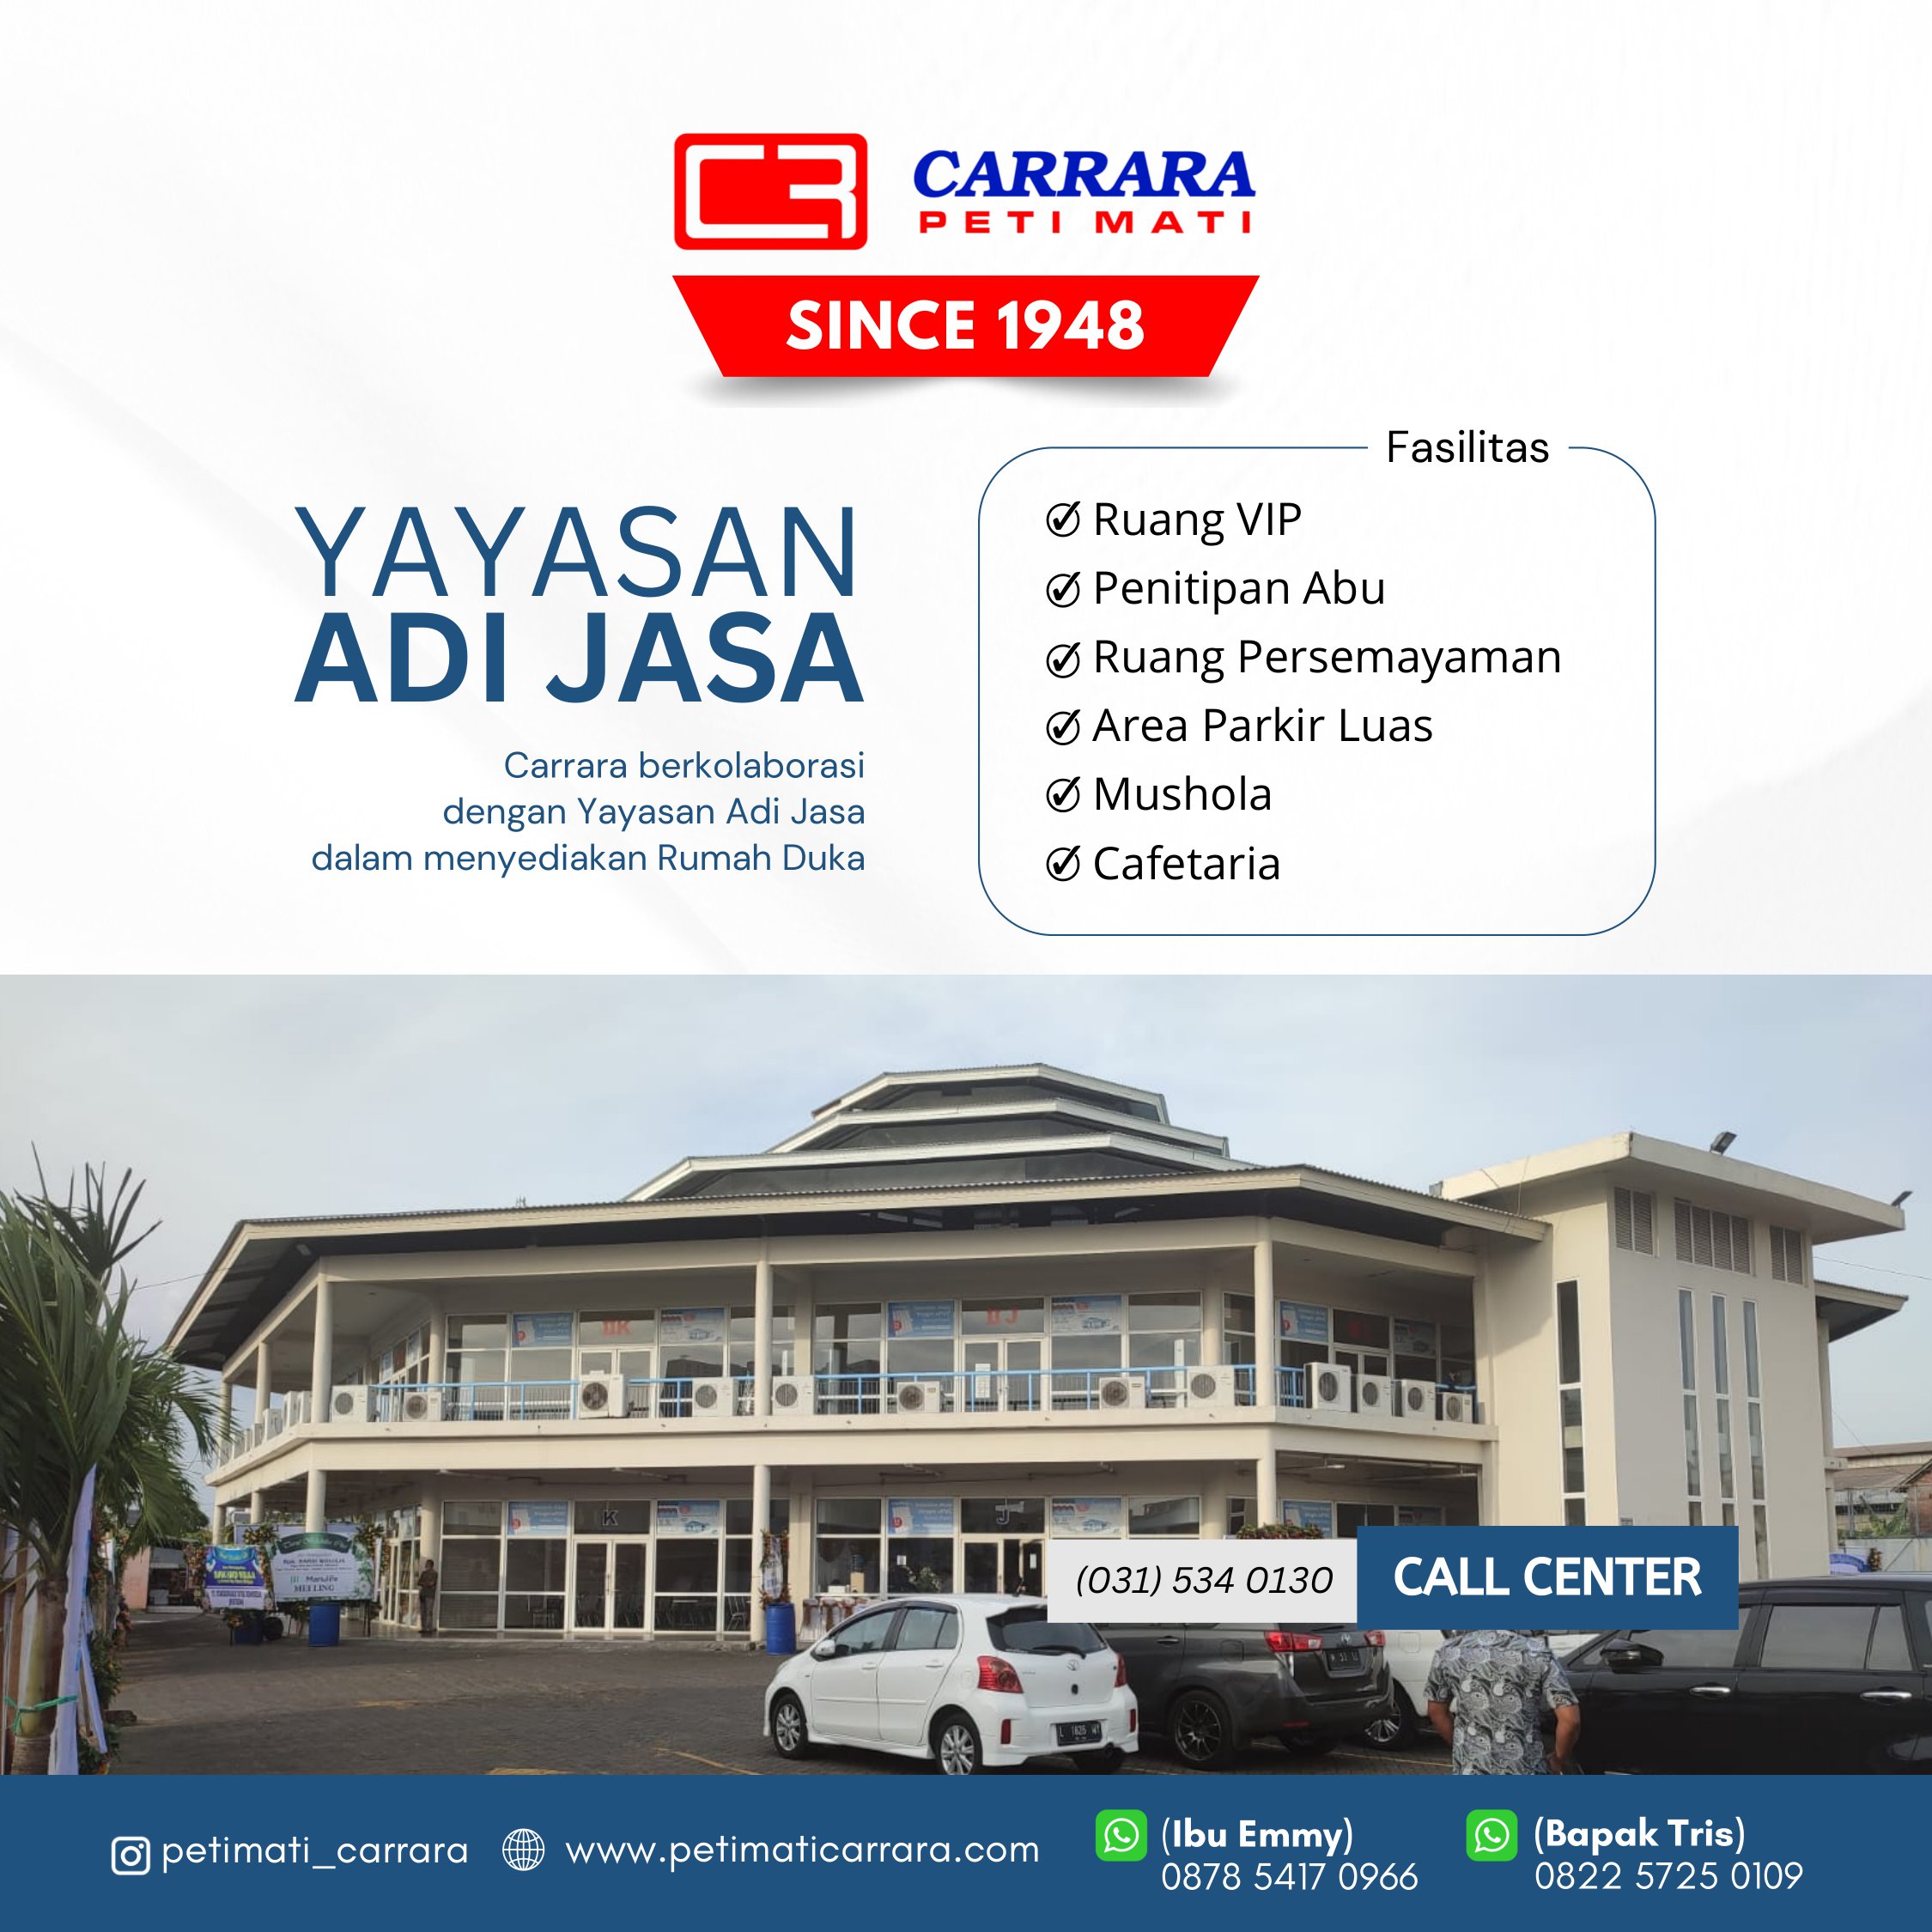 CARRARA
PETI MATI
SINCE 1948
YAYASAN
ADI JASA
Carrara berkolaborasi
dengan Yayasan Adi Jasa
dalam menyediakan Rumah Duka
Fasilitas
Ruang VIP
Penitipan Abu
Ruang Persemayaman
Area Parkir Luas
Mushola
Cafetaria
K
J
Manulife
(031) 534 0130
CALL CENTER
petimati_carrara
www.petimaticarrara.com
(Ibu Emmy)
0878 5417 0966
(Bapak Tris)
0822 5725 0109